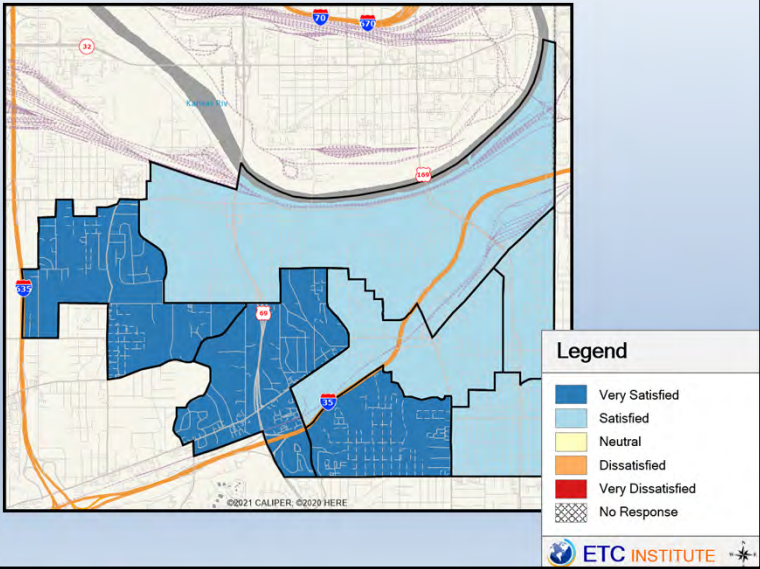 70
670
32
Kansas Riv
169
635
69
35
©2021 CALIPER; ©2020 HERE
Legend
Very Satisfied
Satisfied
Neutral
Dissatisfied
Very Dissatisfied
No Response
ETC INSTITUTE